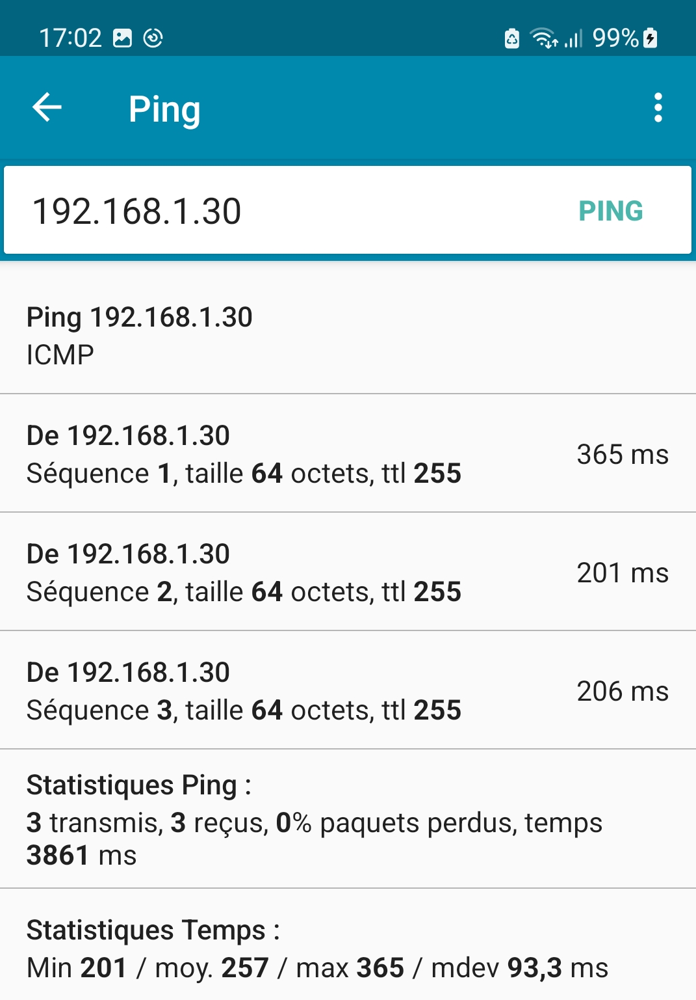 17:02 99%
Ping
192.168.1.30 PING
Ping 192.168.1.30
ICMP
De 192.168.1.30
Séquence 1, taille 64 octets, ttl 255 365 ms
De 192.168.1.30
Séquence 2, taille 64 octets, ttl 255 201 ms
De 192.168.1.30
Séquence 3, taille 64 octets, ttl 255 206 ms
Statistiques Ping :
3 transmis, 3 reçus, 0% paquets perdus, temps
3861 ms
Statistiques Temps :
Min 201 / moy. 257 / max 365 / mdev 93,3 ms